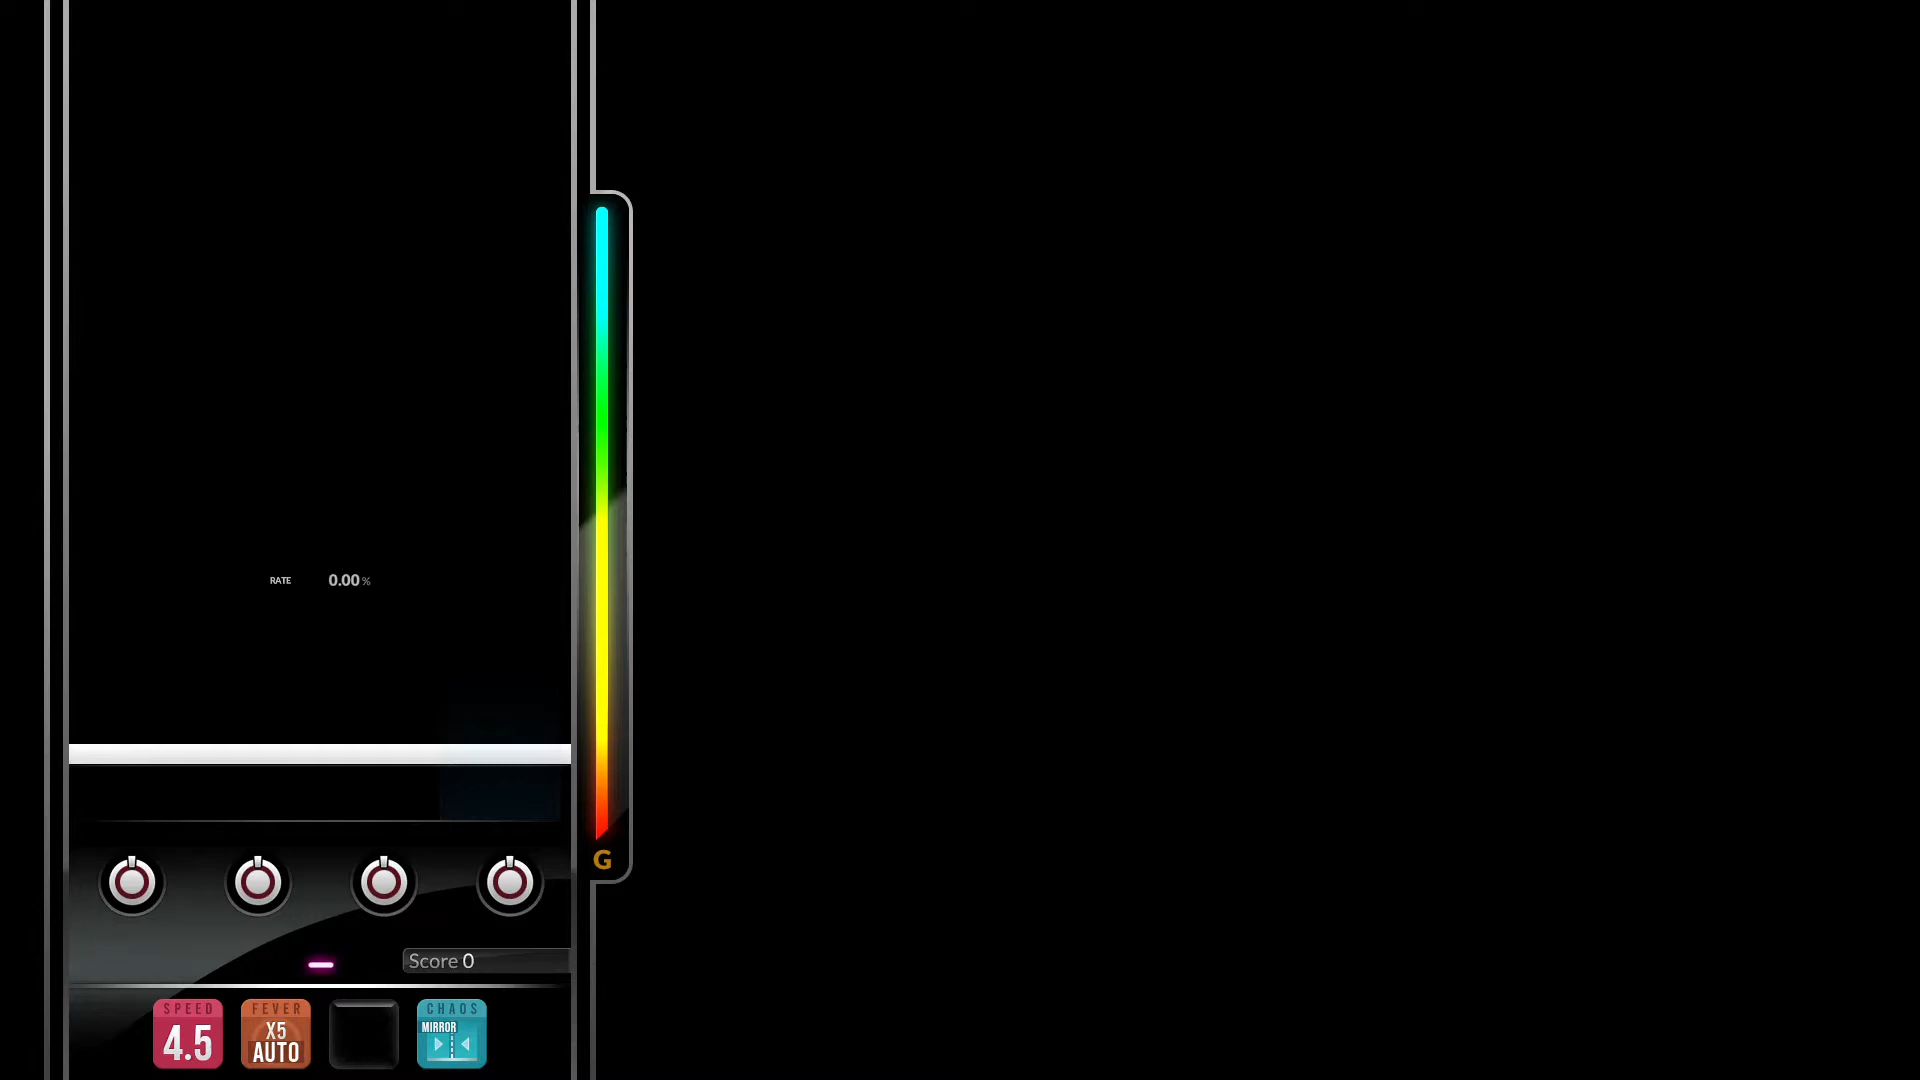 RATE 0.00 %
G
Score 0
SPEED
4.5
FEVER
X5
AUTO
CHAOS
MIRROR